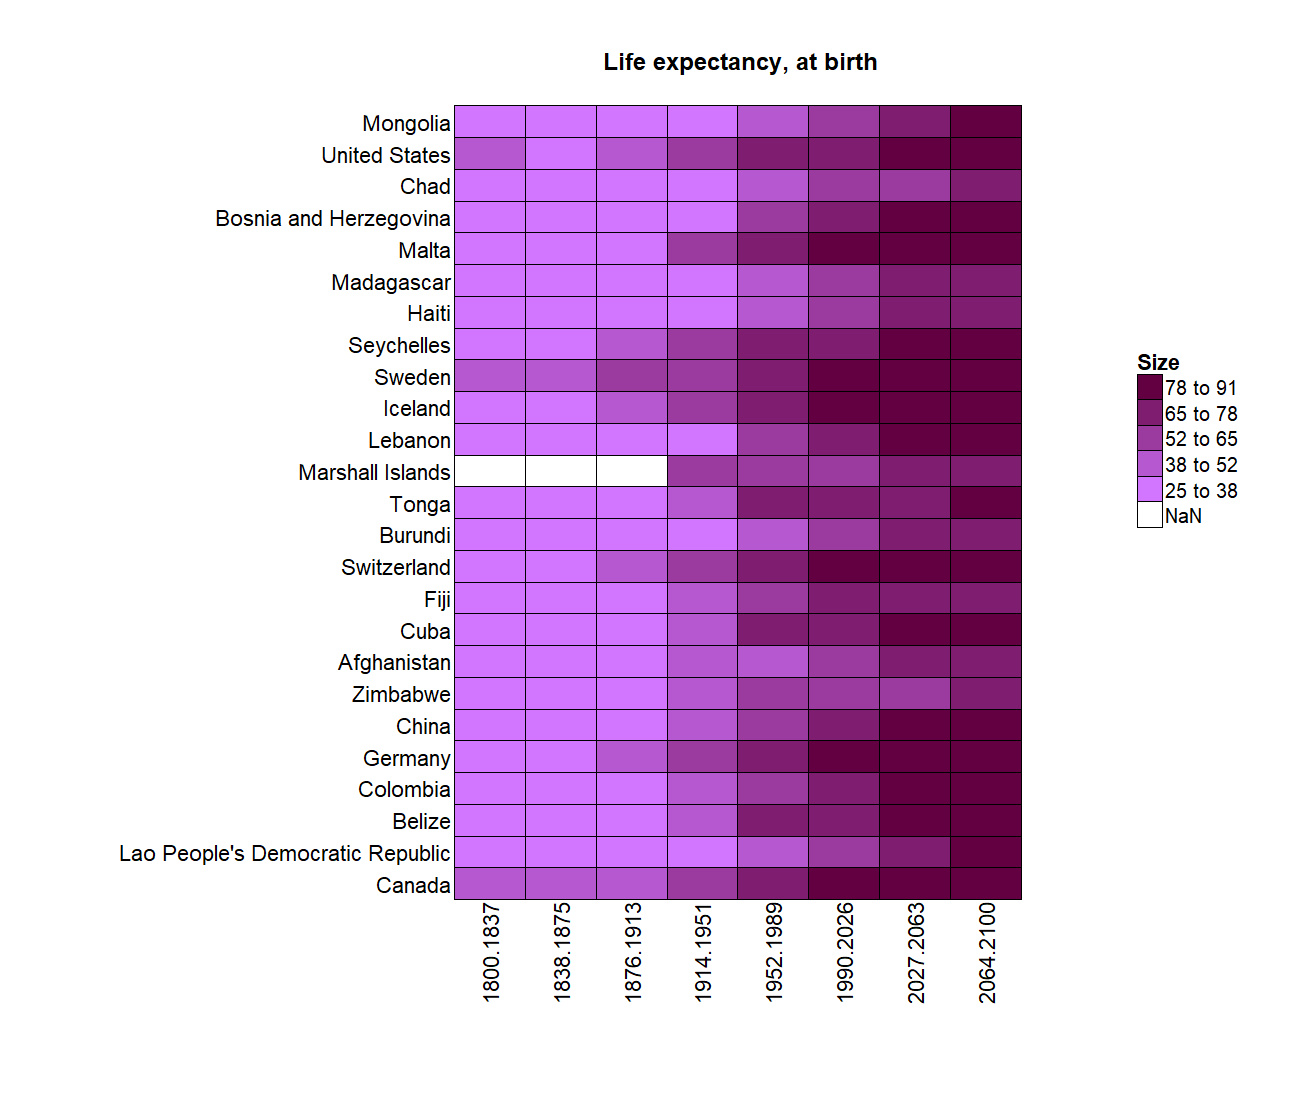 Life expectancy, at birth
Mongolia
United States
Chad
Bosnia and Herzegovina
Malta
Madagascar
Haiti
Seychelles
Sweden
Iceland
Lebanon
Marshall Islands
Tonga
Burundi
Switzerland
Fiji
Cuba
Afghanistan
Zimbabwe
China
Germany
Colombia
Belize
Lao People's Democratic Republic
Canada
1800.1837
1838.1875
1876.1913
1914.1951
1952.1989
1990.2026
2027.2063
2064.2100
Size
78 to 91
65 to 78
52 to 65
38 to 52
25 to 38
NaN